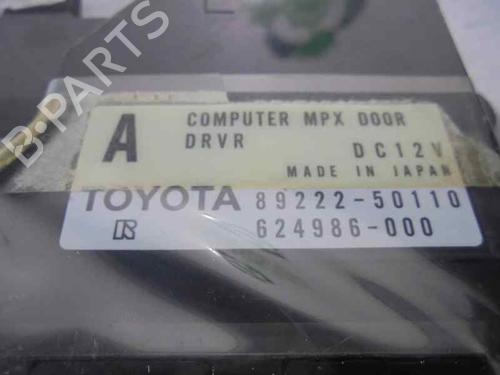 A
COMPUTER MPX DOOR
DRVR
DC12V
MADE IN JAPAN
TOYOTA 89222-50110
R 624986-000
B-PARTS